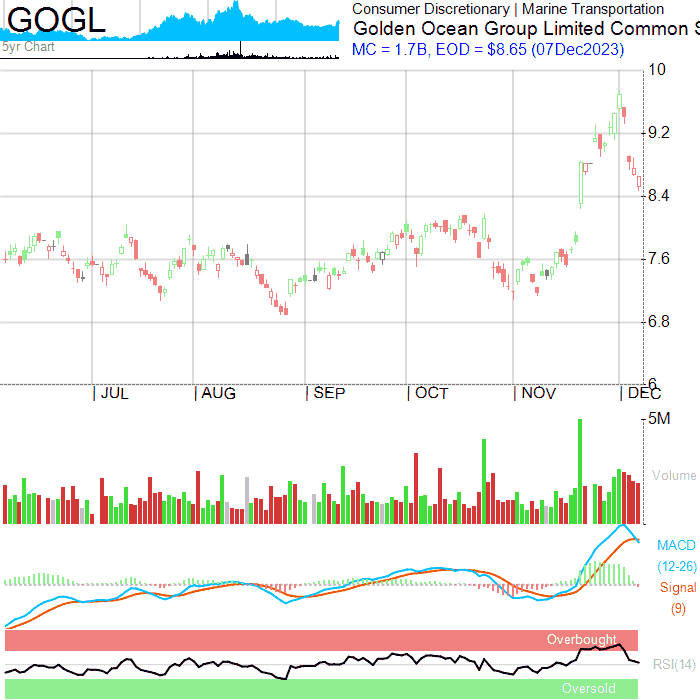 GOGL
5yr Chart
Consumer Discretionary | Marine Transportation
Golden Ocean Group Limited Common S
MC = 1.7B, EOD = $8.65 (07Dec2023)
10
9.2
8.4
7.6
6.8
6
JUL AUG SEP OCT NOV DEC
5M
Volume
MACD
(12-26)
Signal
(9)
Overbought
RSI(14)
Oversold